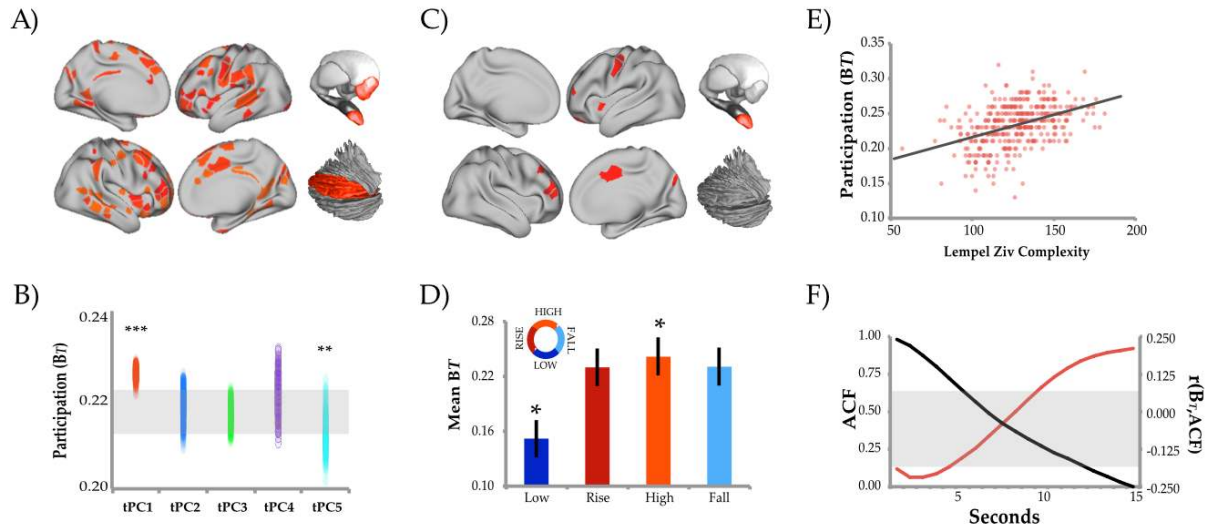 A)
B)
Participation (BT)
0.24
0.22
0.20
***
**
tPC1 tPC2 tPC3 tPC4 tPC5
C)
D)
Mean BT
0.28
0.22
0.16
0.10
HIGH
RISE
FALL
LOW
*
*
Low Rise High Fall
E)
Participation (BT)
0.35
0.30
0.25
0.20
0.15
0.10
50 100 150 200
Lempel Ziv Complexity
F)
ACF
1.00
0.75
0.50
0.25
0.00
0.250
0.125
0.000
-0.125
-0.250
r(BT,ACF)
5 10 15
Seconds